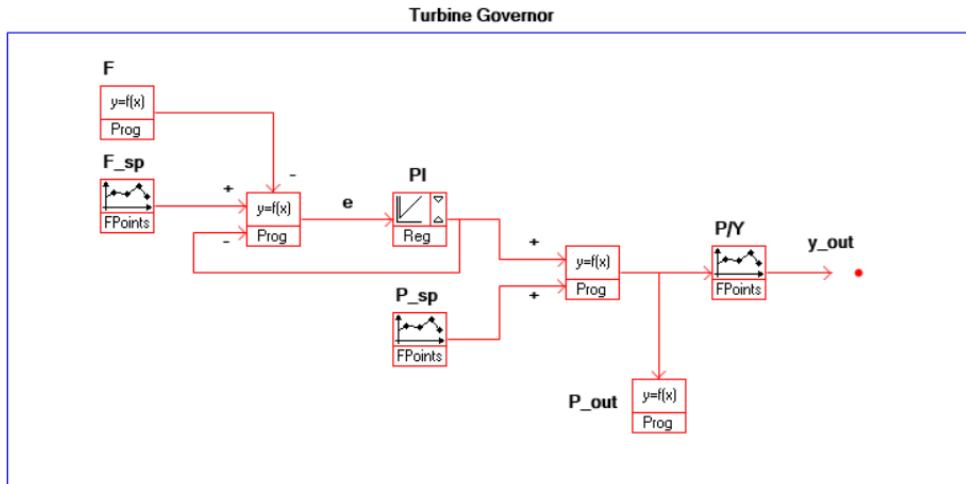 Turbine Governor
F
y=f(x)
Prog
F_sp
FPoints
+
-
y=f(x)
Prog
-
e
PI
Reg
P_sp
FPoints
+
y=f(x)
Prog
+
P/Y
FPoints
y_out
P_out
y=f(x)
Prog